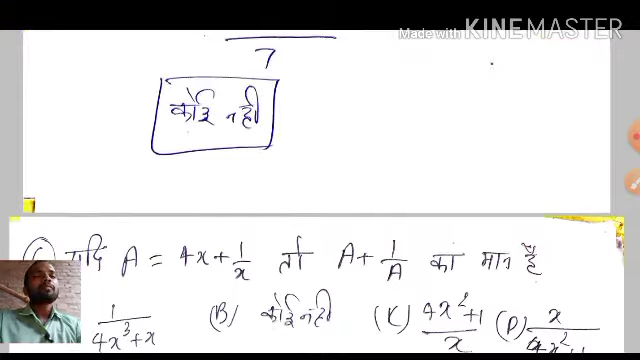 Made with KINEMASTER
7
कोई नही
यदि A = 4x + 1/x तो A + 1/A का मान है
1/(4x³+x) (B) कोई नही (C) (4x²+1)/x (D) x/(4x²+1